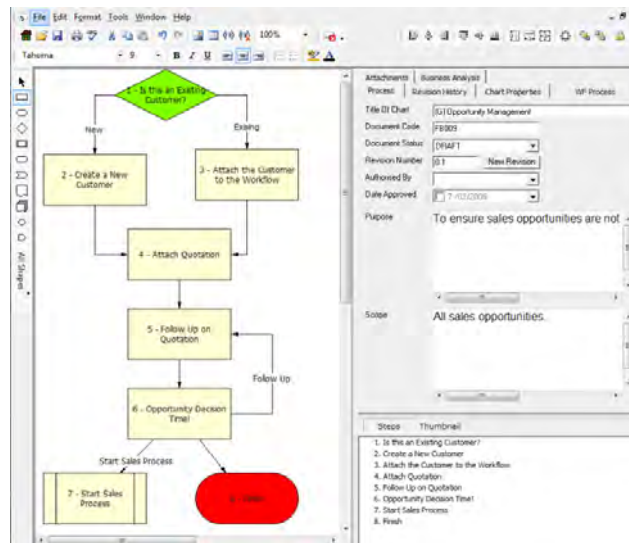 File Edit Format Tools Window Help
100%
Tahoma 9 B I U A
All Shapes
1 - Is this an Existing
Customer?
New
Exsing
2 - Create a New
Customer
3 - Attach the Customer
to the Workflow
4 - Attach Quotation
5 - Follow Up on
Quotation
Follow Up
6 - Opportunity Decision
Time!
Start Sales Process
7 - Start Sales
Process
Attachments Business Analysis
Process Revision History Chart Properties WF Process
Title Of Chart [G] Opportunity Management
Document Code FB009
Document Status DRAFT
Revision Number 0.1 New Revision
Authorised By
Date Approved 7/02/2009
Purpose To ensure sales opportunities are not
Scope All sales opportunities.
Steps Thumbnail
1. Is this an Existing Customer?
2. Create a New Customer
3. Attach the Customer to the Workflow
4. Attach Quotation
5. Follow Up on Quotation
6. Opportunity Decision Time!
7. Start Sales Process
8. Finish